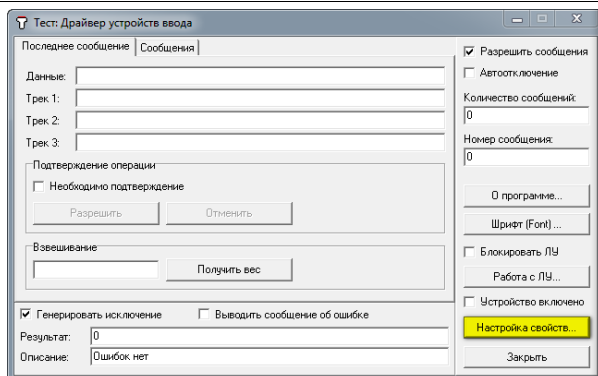 Тест: Драйвер устройств ввода
Последнее сообщение
Сообщения
Данные:
Трек 1:
Трек 2:
Трек 3:
Подтверждение операции
Необходимо подтверждение
Разрешить
Отменить
Взвешивание
Получить вес
Генерировать исключение
Выводить сообщение об ошибке
Результат: 0
Описание: Ошибок нет
Разрешить сообщения
Автоотключение
Количество сообщений:
0
Номер сообщения:
0
О программе...
Шрифт (Font) ...
Блокировать ЛУ
Работа с ЛУ...
Устройство включено
Настройка свойств...
Закрыть